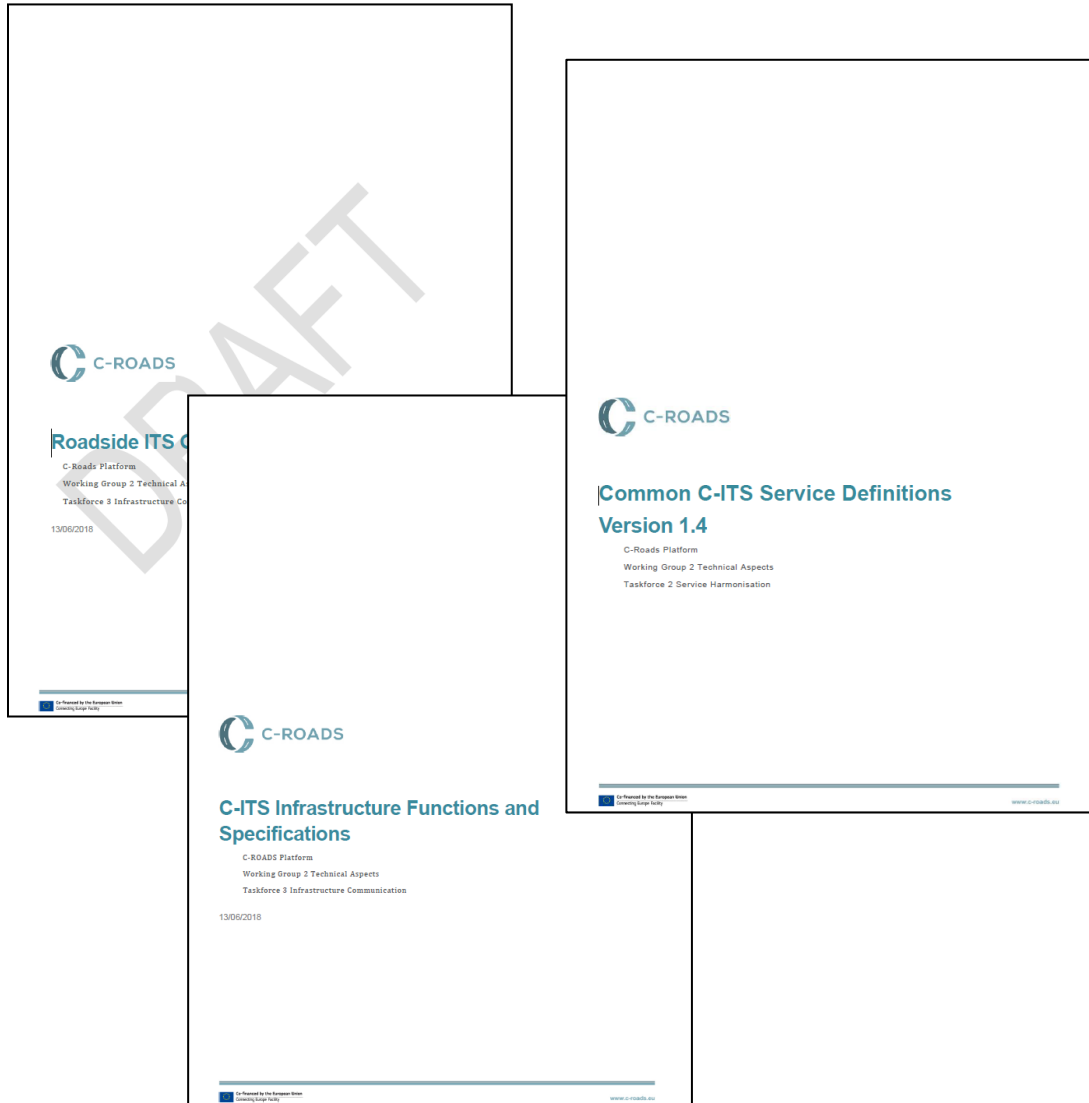 DRAFT
C-ROADS
Roadside ITS
C-Roads Platform
Working Group 2 Technical
Taskforce 3 Infrastructure
13/06/2018
Co-financed by the European Union
Connecting Europe Facility
C-ROADS
C-ITS Infrastructure Functions and
Specifications
C-ROADS Platform
Working Group 2 Technical Aspects
Taskforce 3 Infrastructure Communication
13/06/2018
Co-financed by the European Union
Connecting Europe Facility
www.c-roads.eu
C-ROADS
Common C-ITS Service Definitions
Version 1.4
C-Roads Platform
Working Group 2 Technical Aspects
Taskforce 2 Service Harmonisation
Co-financed by the European Union
Connecting Europe Facility
www.c-roads.eu